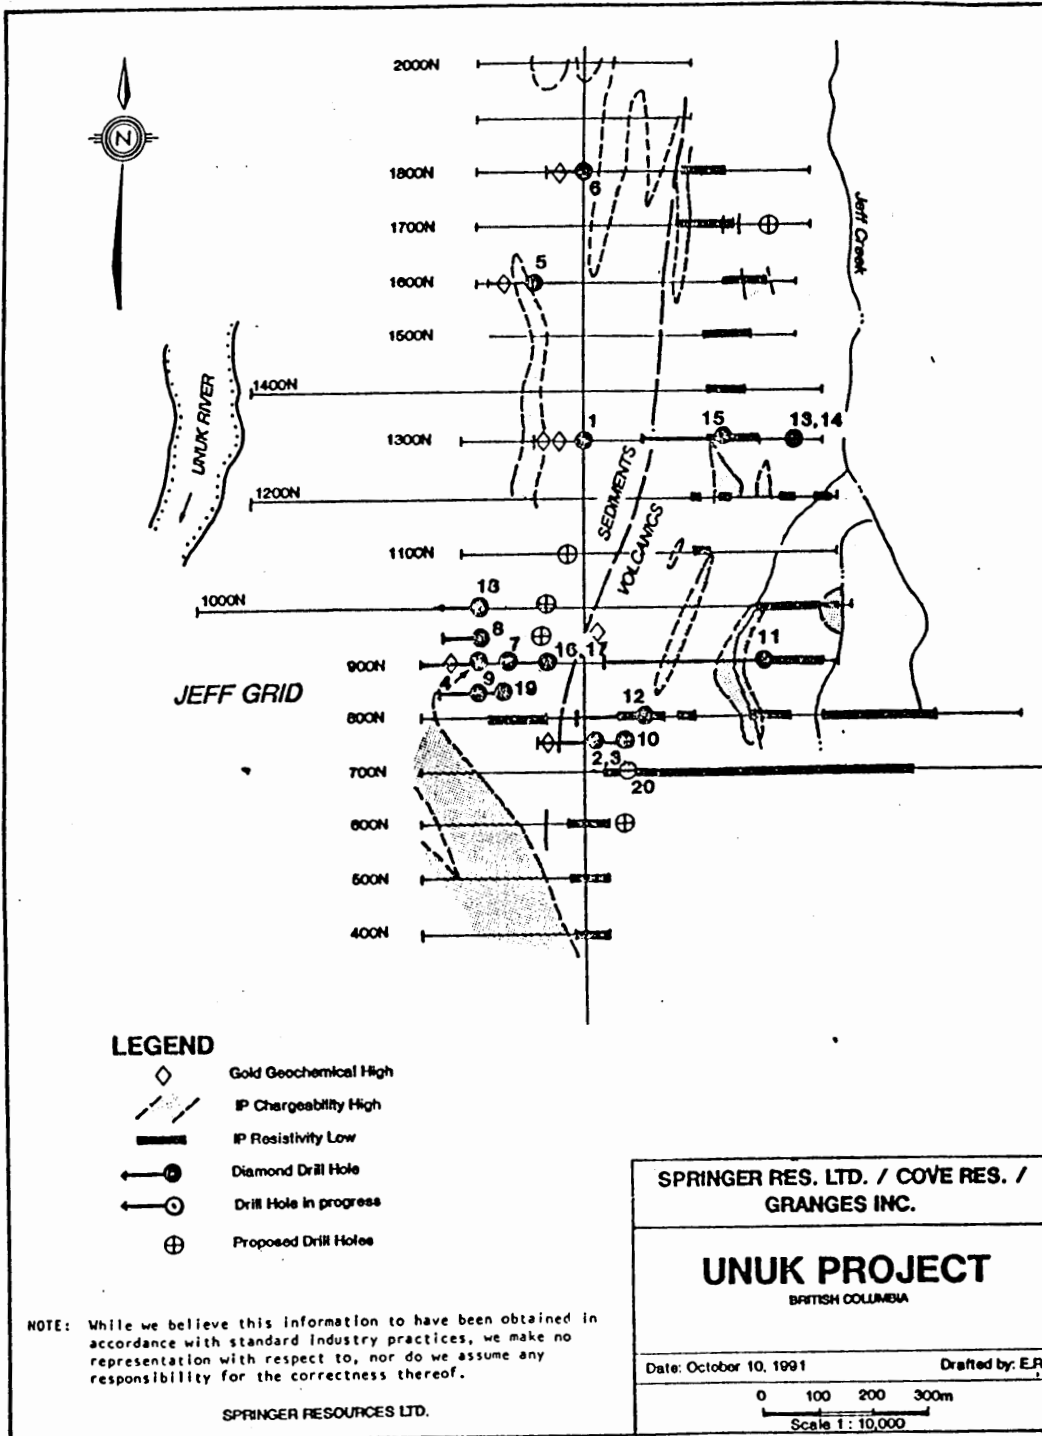 N
2000N
1800N
6
1700N
5
1600N
1500N
Jeff Creek
UNUK RIVER
1400N
1
15
13,14
1300N
SEDIMENTS
VOLCANICS
1200N
1100N
18
1000N
8
7
16,17
11
900N
4
9
19
JEFF GRID
12
800N
10
2,3
700N
20
600N
500N
400N
LEGEND
Gold Geochemical High
IP Chargeability High
IP Resistivity Low
Diamond Drill Hole
Drill Hole in progress
Proposed Drill Holes
NOTE: While we believe this information to have been obtained in
accordance with standard industry practices, we make no
representation with respect to, nor do we assume any
responsibility for the correctness thereof.
SPRINGER RESOURCES LTD.
SPRINGER RES. LTD. / COVE RES. /
GRANGES INC.
UNUK PROJECT
BRITISH COLUMBIA
Date: October 10, 1991 Drafted by: E.R
0 100 200 300m
Scale 1 : 10,000